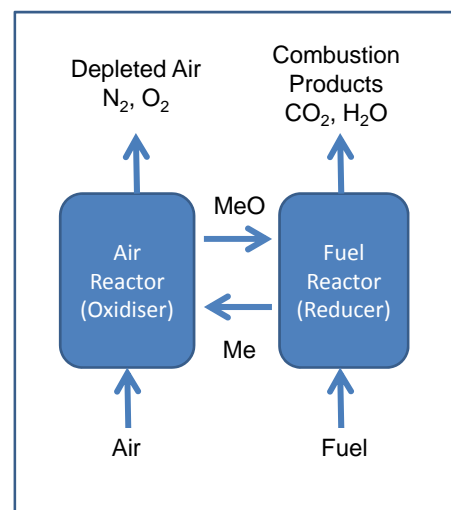 Depleted Air
N₂, O₂
Combustion
Products
CO₂, H₂O
MeO
Air
Reactor
(Oxidiser)
Fuel
Reactor
(Reducer)
Me
Air
Fuel